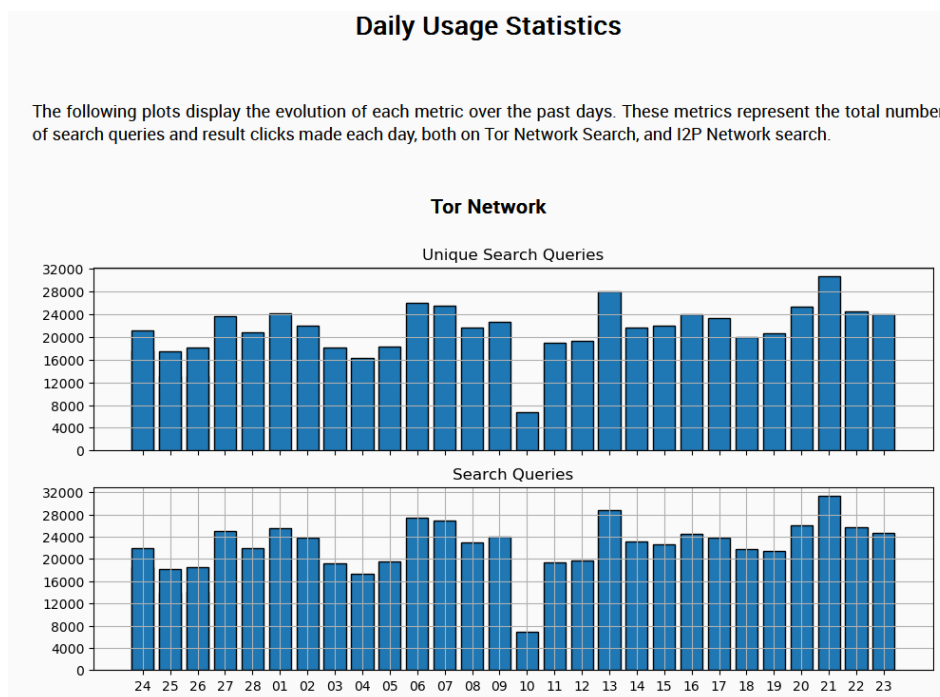 Daily Usage Statistics
The following plots display the evolution of each metric over the past days. These metrics represent the total number
of search queries and result clicks made each day, both on Tor Network Search, and I2P Network search.
Tor Network
Unique Search Queries
32000
28000
24000
20000
16000
12000
8000
4000
0
Search Queries
32000
28000
24000
20000
16000
12000
8000
4000
0
24 25 26 27 28 01 02 03 04 05 06 07 08 09 10 11 12 13 14 15 16 17 18 19 20 21 22 23